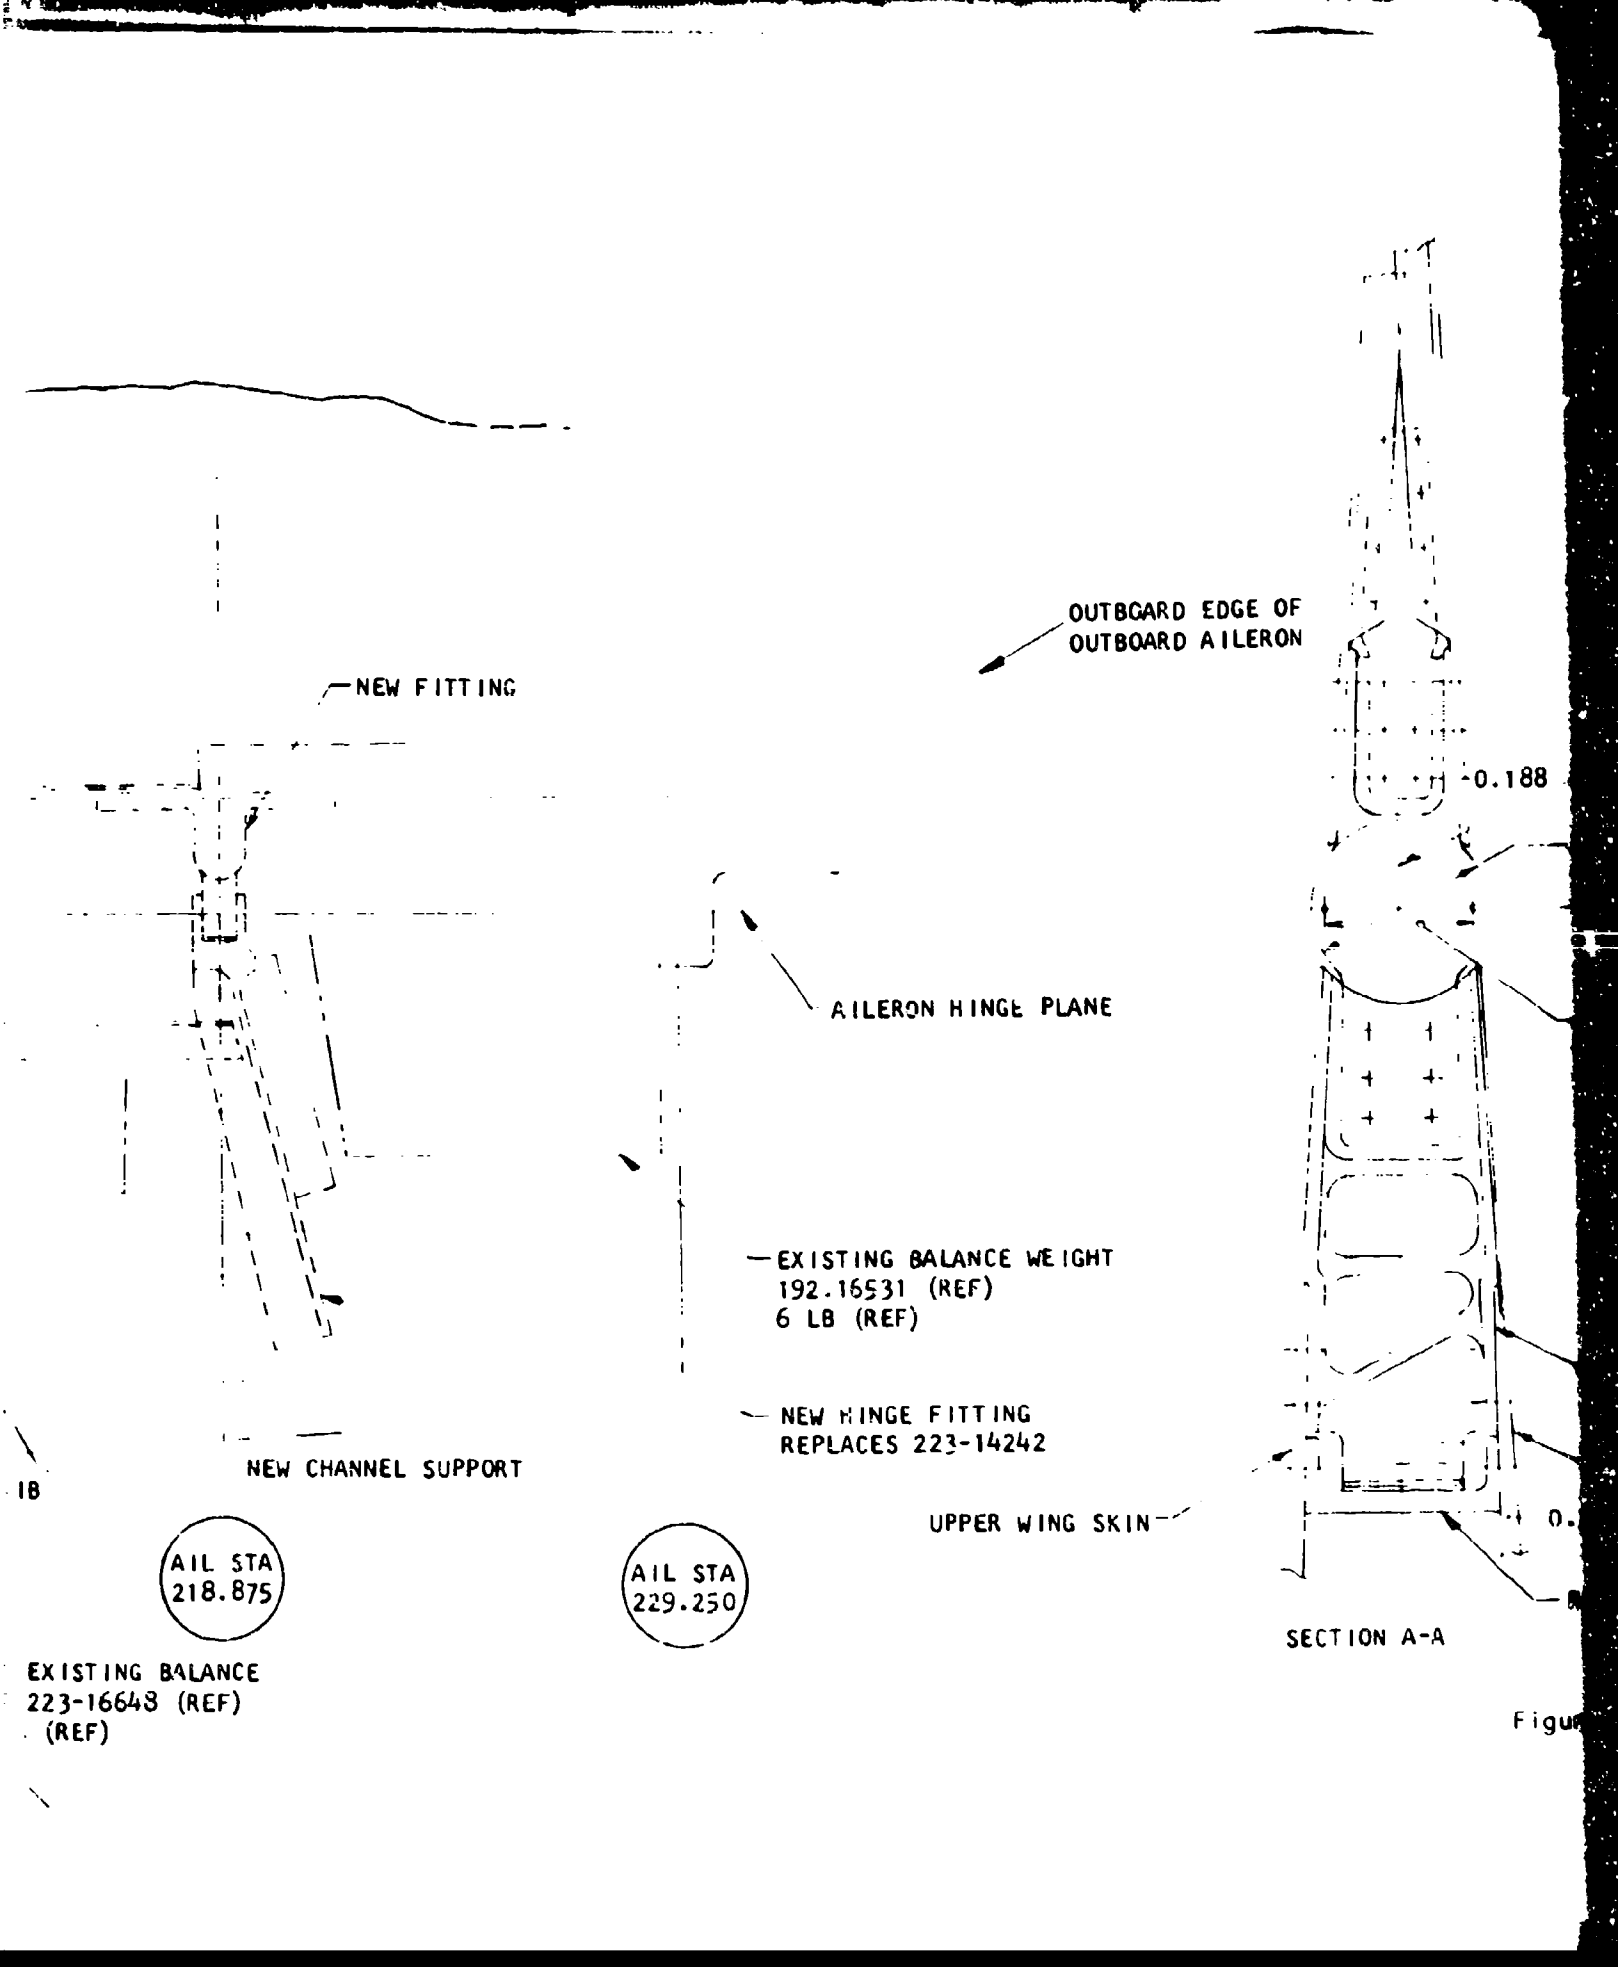 OUTBOARD EDGE OF
OUTBOARD AILERON
NEW FITTING
0.188
AILERON HINGE PLANE
EXISTING BALANCE WEIGHT
192.16531 (REF)
6 LB (REF)
NEW HINGE FITTING
REPLACES 223-14242
NEW CHANNEL SUPPORT
IB
UPPER WING SKIN
0.
AIL STA
218.875
AIL STA
229.250
SECTION A-A
EXISTING BALANCE
223-16648 (REF)
(REF)
Figu